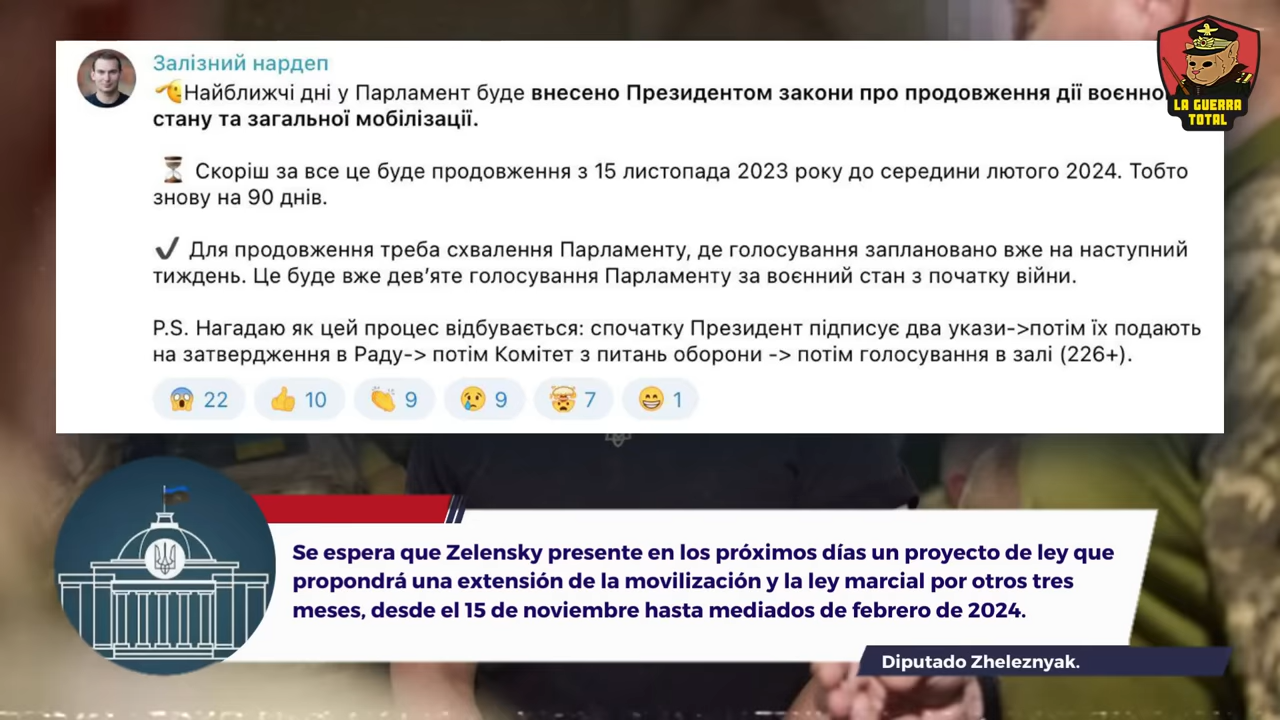 Залізний нардеп
🫡Найближчі дні у Парламент буде внесено Президентом закони про продовження дії
стану та загальної мобілізації.
⏳ Скоріш за все це буде продовження з 15 листопада 2023 року до середини лютого 2024. Тобто
знову на 90 днів.
✔️ Для продовження треба схвалення Парламенту, де голосування заплановано вже на наступний
тиждень. Це буде вже дев’яте голосування Парламенту за воєнний стан з початку війни.
P.S. Нагадаю як цей процес відбувається: спочатку Президент підписує два укази->потім їх подають
на затвердження в Раду-> потім Комітет з питань оборони -> потім голосування в залі (226+).
😱 22 👍 10 👏 9 😢 9 🤯 7 😁 1
LA GUERRA
TOTAL
Se espera que Zelensky presente en los próximos días un proyecto de ley que
propondrá una extensión de la movilización y la ley marcial por otros tres
meses, desde el 15 de noviembre hasta mediados de febrero de 2024.
Diputado Zheleznyak.